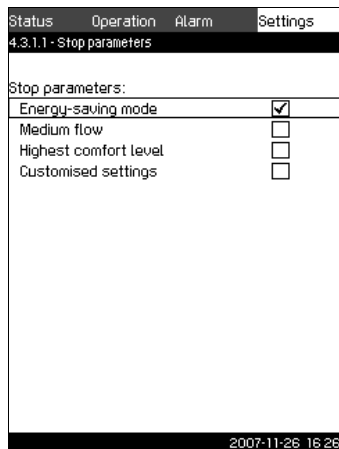 Status Operation Alarm Settings
4.3.1.1 - Stop parameters
Stop parameters:
Energy-saving mode
Medium flow
Highest comfort level
Customised settings
2007-11-26 16:26